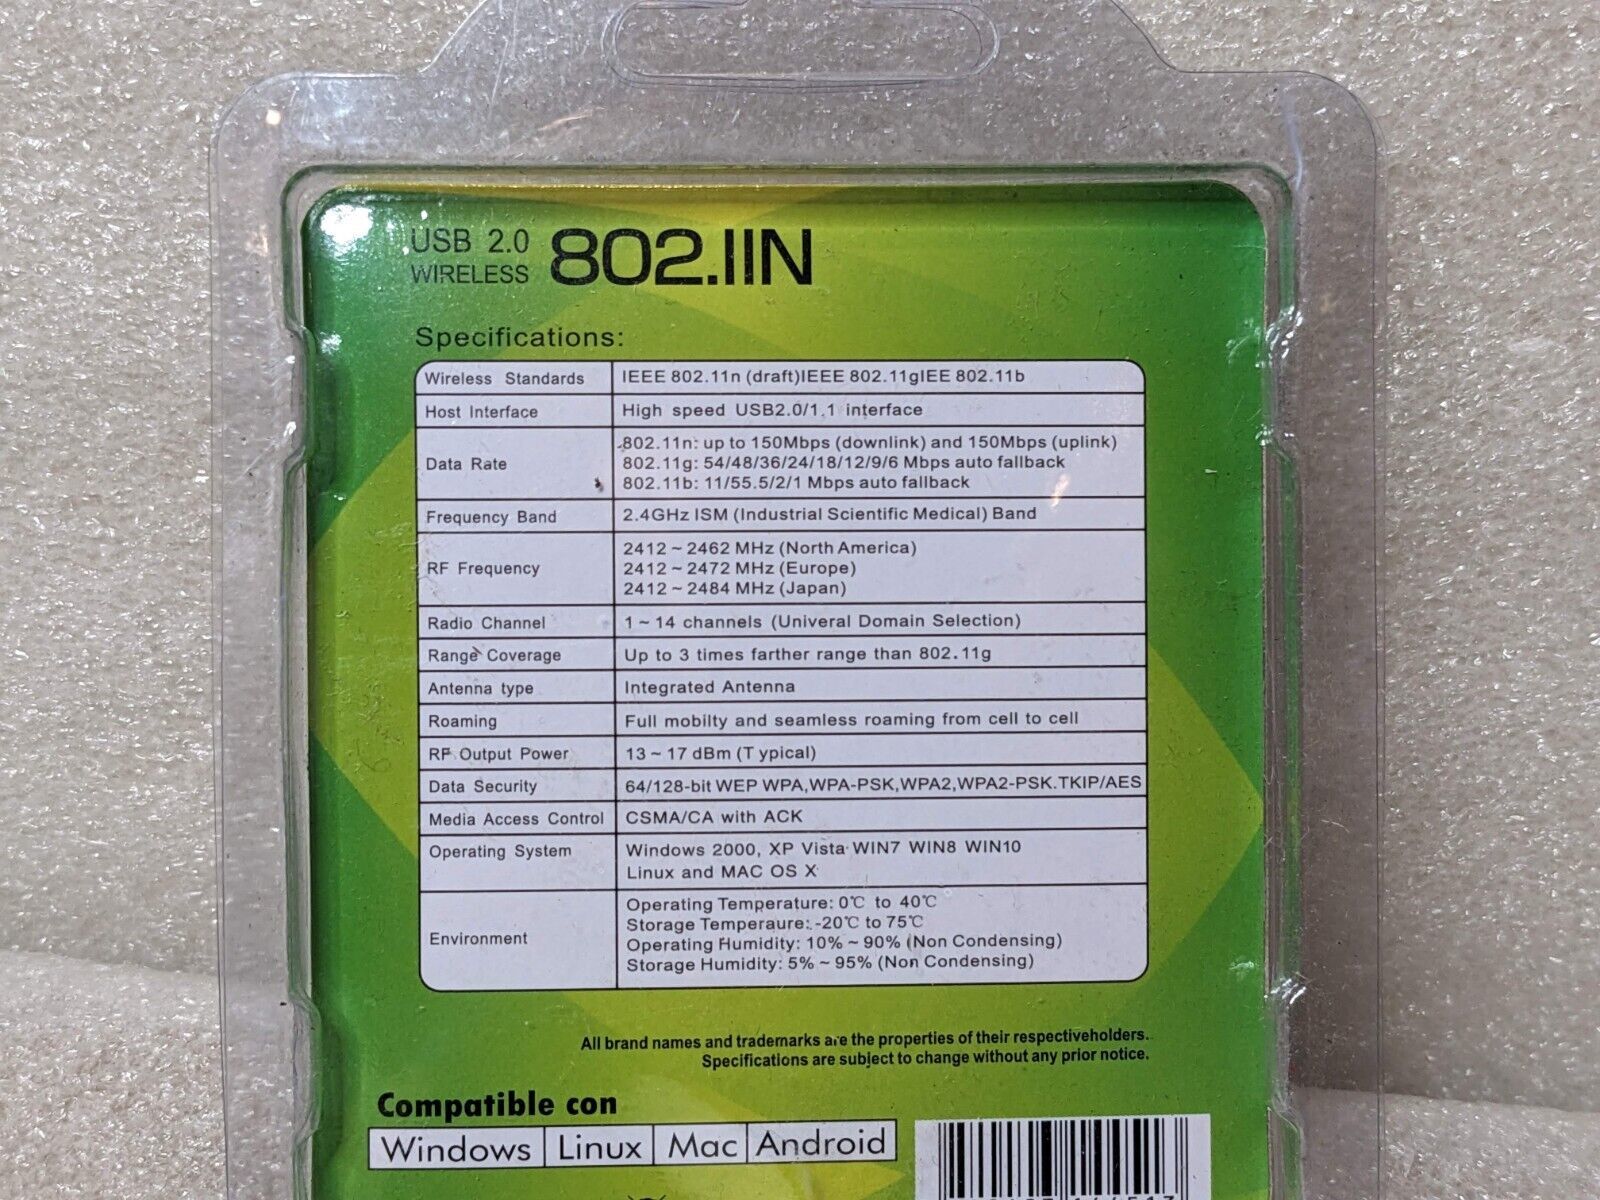 USB 2.0
WIRELESS
802.IIN
Specifications:
Wireless Standards IEEE 802.11n (draft)IEEE 802.11gIEE 802.11b
Host Interface High speed USB2.0/1.1 interface
Data Rate
802.11n: up to 150Mbps (downlink) and 150Mbps (uplink)
802.11g: 54/48/36/24/18/12/9/6 Mbps auto fallback
802.11b: 11/55.5/2/1 Mbps auto fallback
Frequency Band 2.4GHz ISM (Industrial Scientific Medical) Band
RF Frequency
2412 ~ 2462 MHz (North America)
2412 ~ 2472 MHz (Europe)
2412 ~ 2484 MHz (Japan)
Radio Channel 1 ~ 14 channels (Univeral Domain Selection)
Range Coverage Up to 3 times farther range than 802.11g
Antenna type Integrated Antenna
Roaming Full mobilty and seamless roaming from cell to cell
RF Output Power 13 ~ 17 dBm (T ypical)
Data Security 64/128-bit WEP WPA,WPA-PSK,WPA2,WPA2-PSK.TKIP/AES
Media Access Control CSMA/CA with ACK
Operating System Windows 2000, XP Vista WIN7 WIN8 WIN10
Linux and MAC OS X
Environment
Operating Temperature: 0℃ to 40℃
Storage Temperaure: -20℃ to 75℃
Operating Humidity: 10% ~ 90% (Non Condensing)
Storage Humidity: 5% ~ 95% (Non Condensing)
All brand names and trademarks are the properties of their respectiveholders.
Specifications are subject to change without any prior notice.
Compatible con
Windows Linux Mac Android